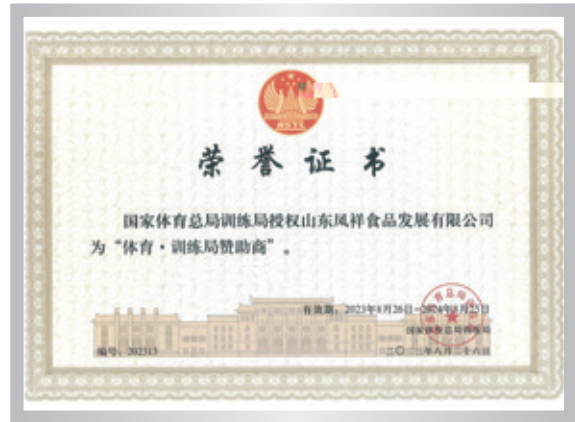 荣誉证书
国家体育总局训练局授权山东凤祥食品发展有限公司
为“体育·训练局赞助商”。
有效期：2023年8月26日-2024年8月25日
国家体育总局训练局
编号：202313
二〇二三年八月二十六日